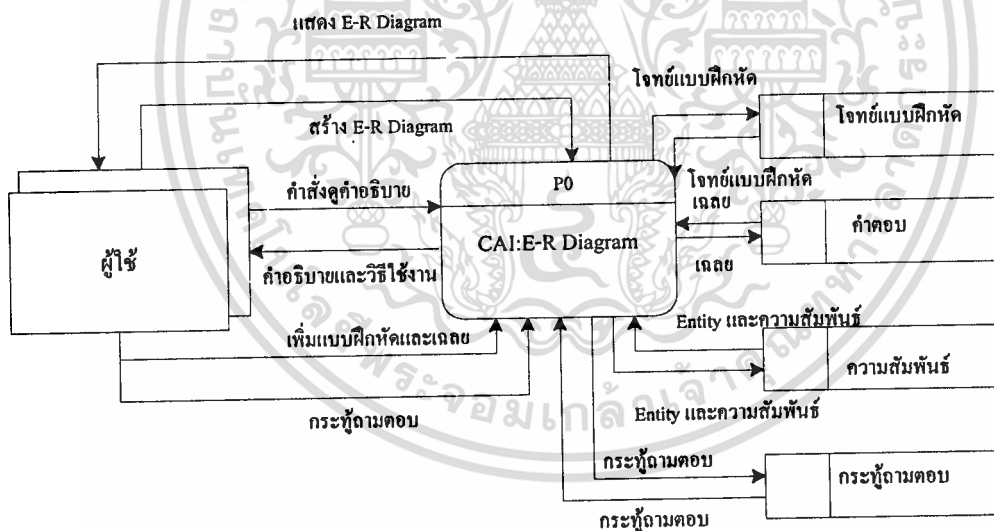 แสดง E-R Diagram
โจทย์แบบฝึกหัด
โจทย์แบบฝึกหัด
สร้าง E-R Diagram
P0
โจทย์แบบฝึกหัด
คำสั่งดูคำอธิบาย
เฉลย
คำตอบ
CAI:E-R Diagram
ผู้ใช้
คำอธิบายและวิธีใช้งาน
เฉลย
Entity และความสัมพันธ์
เพิ่มแบบฝึกหัดและเฉลย
ความสัมพันธ์
กระทู้ถามตอบ
Entity และความสัมพันธ์
กระทู้ถามตอบ
กระทู้ถามตอบ
กระทู้ถามตอบ